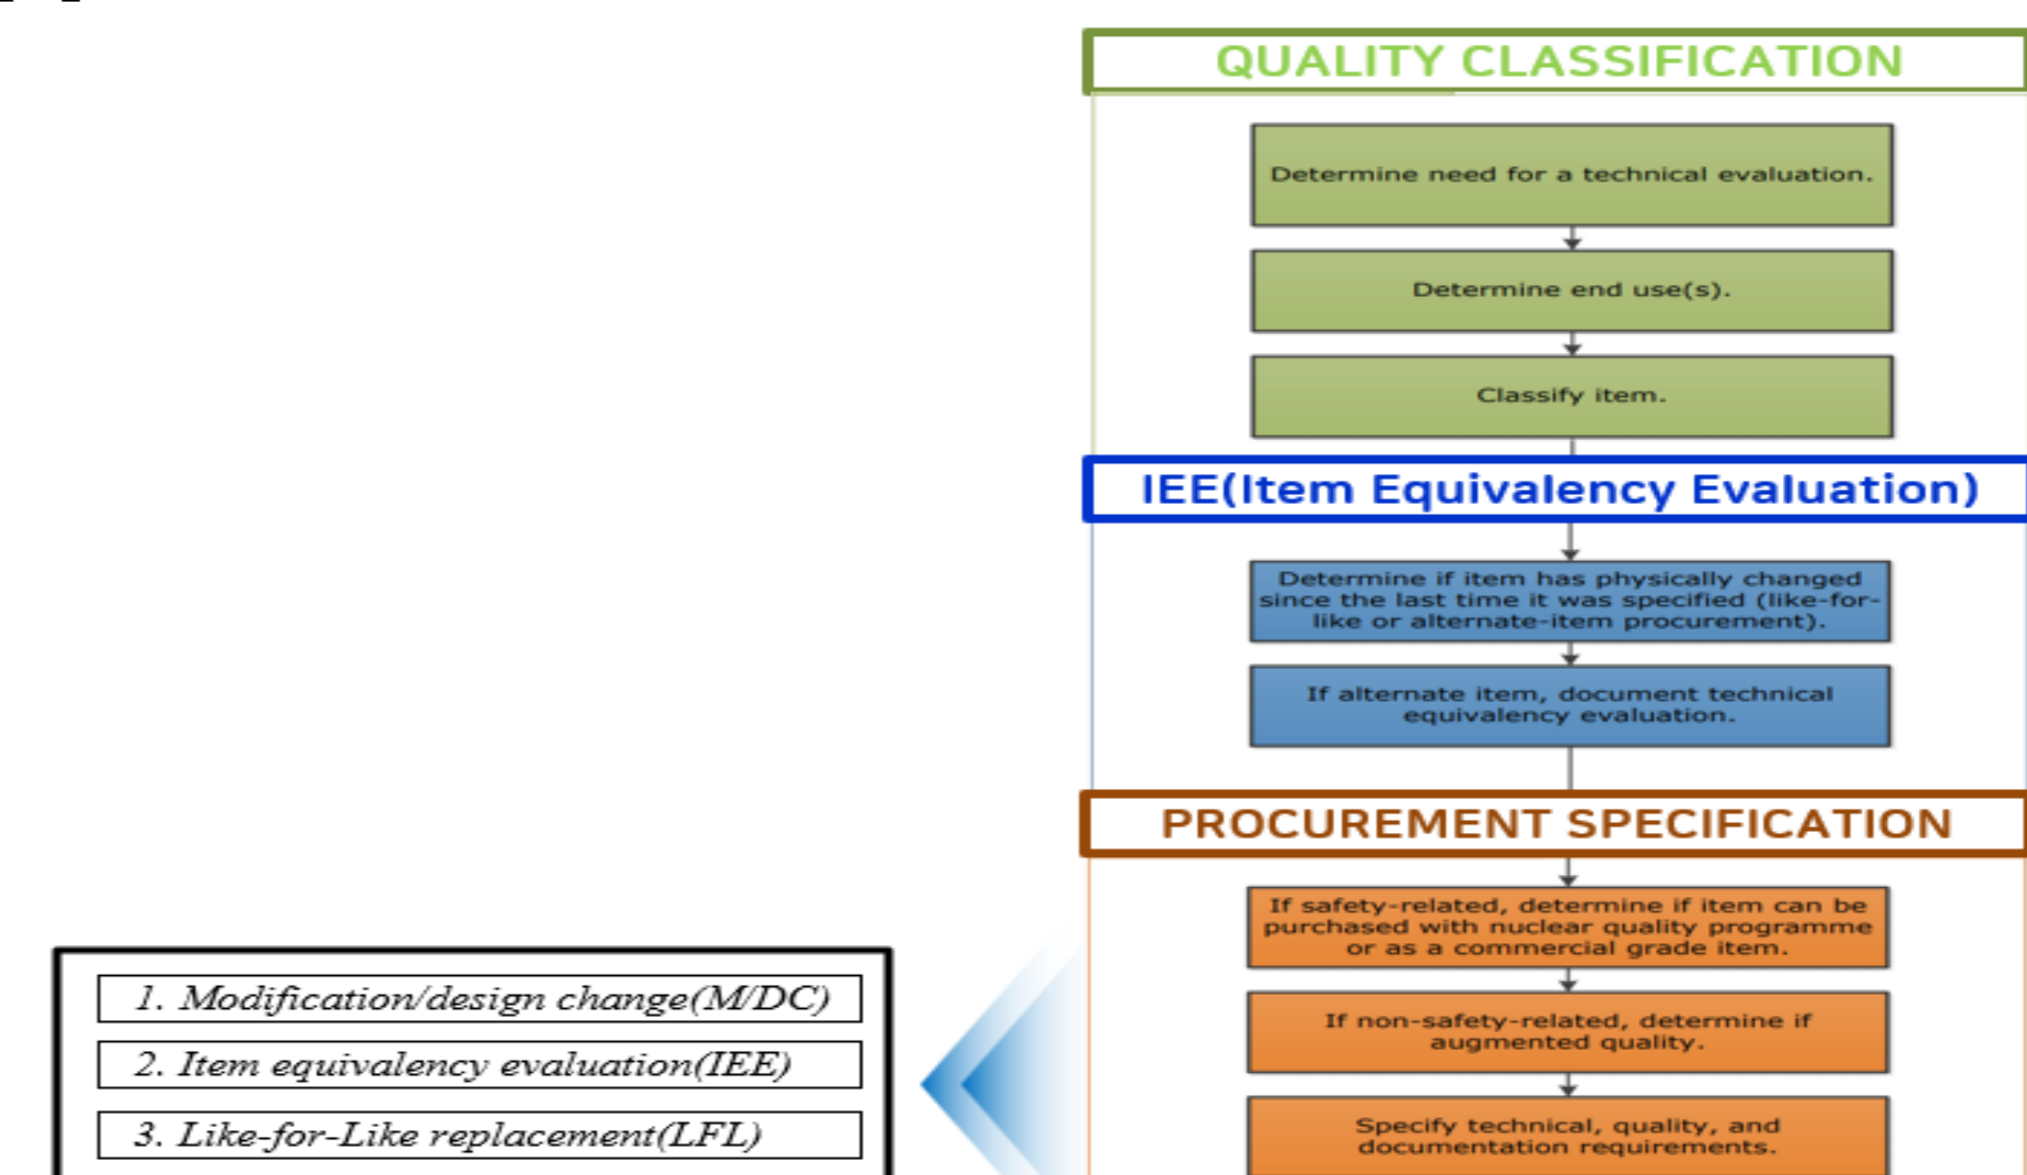 QUALITY CLASSIFICATION
Determine need for a technical evaluation.
Determine end use(s).
Classify item.
IEE(Item Equivalency Evaluation)
Determine if item has physically changed
since the last time it was specified (like-for-
like or alternate-item procurement).
If alternate item, document technical
equivalency evaluation.
PROCUREMENT SPECIFICATION
If safety-related, determine if item can be
purchased with nuclear quality programme
or as a commercial grade item.
If non-safety-related, determine if
augmented quality.
Specify technical, quality, and
documentation requirements.
1. Modification/design change(M/DC)
2. Item equivalency evaluation(IEE)
3. Like-for-Like replacement(LFL)